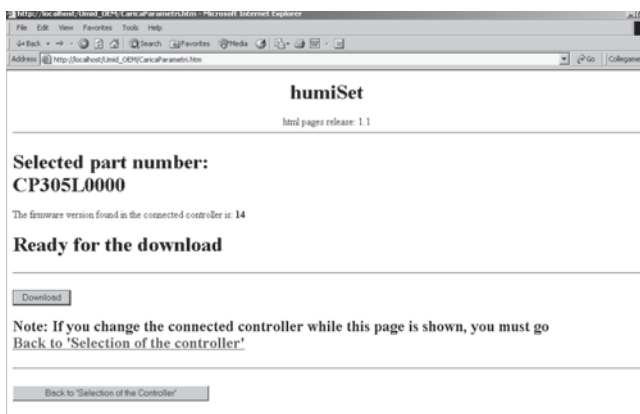 http://localhost/Umid_OEM/CaricaParametri.htm - Microsoft Internet Explorer
File Edit View Favorites Tools Help
Back Search Favorites Media
Address http://localhost/Umid_OEM/CaricaParametri.htm Go
humiSet
html pages release: 1.1
Selected part number:
CP305L0000
The firmware version found in the connected controller is: 14
Ready for the download
Download
Note: If you change the connected controller while this page is shown, you must go
Back to 'Selection of the controller'
Back to 'Selection of the Controller'